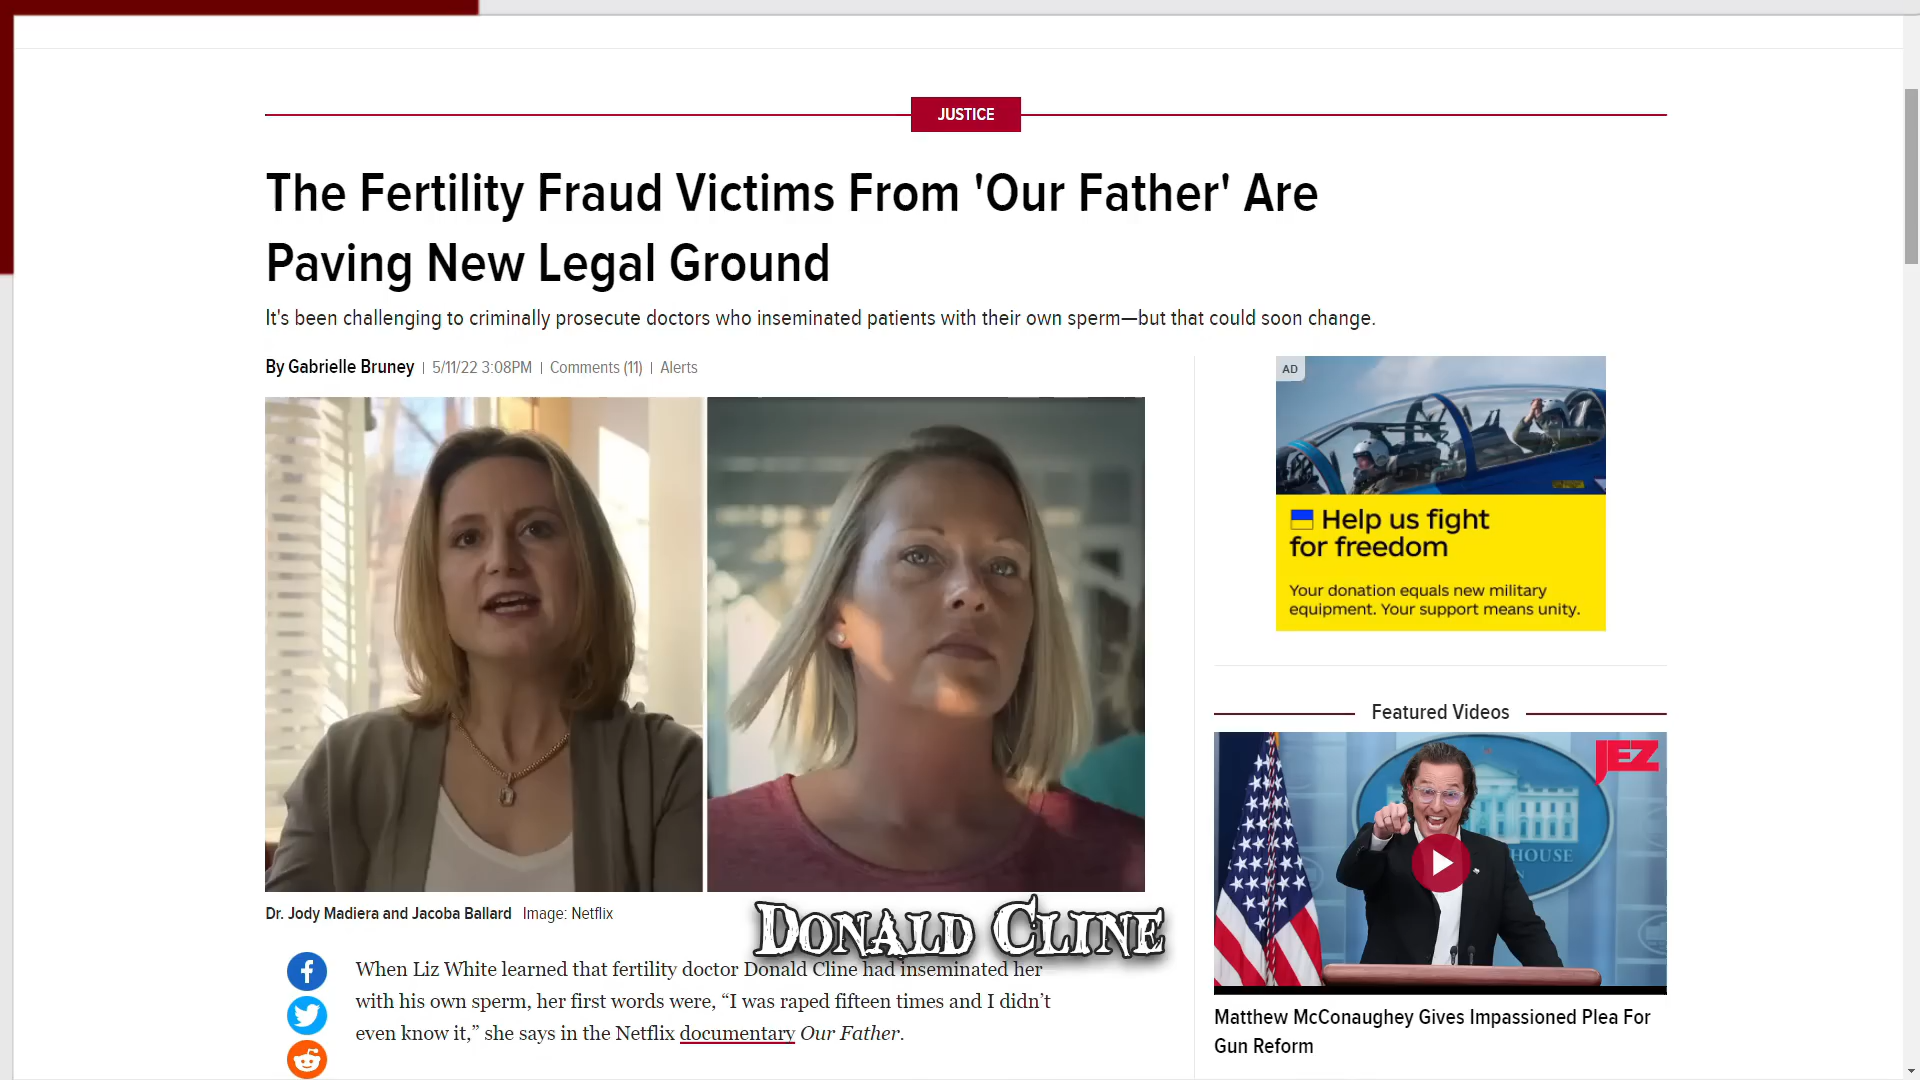 JUSTICE
The Fertility Fraud Victims From 'Our Father' Are
Paving New Legal Ground
It's been challenging to criminally prosecute doctors who inseminated patients with their own sperm—but that could soon change.
By Gabrielle Bruney | 5/11/22 3:08PM | Comments (11) | Alerts
Dr. Jody Madiera and Jacoba Ballard Image: Netflix
DONALD CLINE
When Liz White learned that fertility doctor Donald Cline had inseminated her
with his own sperm, her first words were, “I was raped fifteen times and I didn’t
even know it,” she says in the Netflix documentary Our Father.
AD
Help us fight
for freedom
Your donation equals new military
equipment. Your support means unity.
Featured Videos
JEZ
HOUSE
Matthew McConaughey Gives Impassioned Plea For
Gun Reform